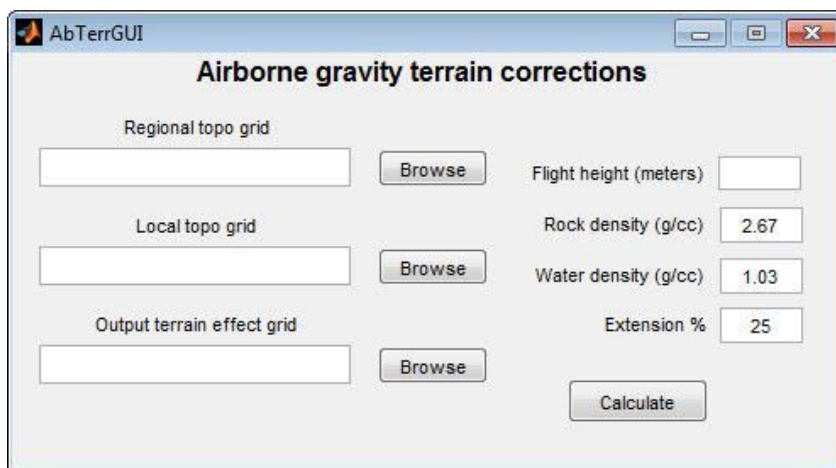 AbTerrGUI
Airborne gravity terrain corrections
Regional topo grid
Browse
Flight height (meters)
Rock density (g/cc) 2.67
Local topo grid
Browse
Water density (g/cc) 1.03
Output terrain effect grid
Extension % 25
Browse
Calculate